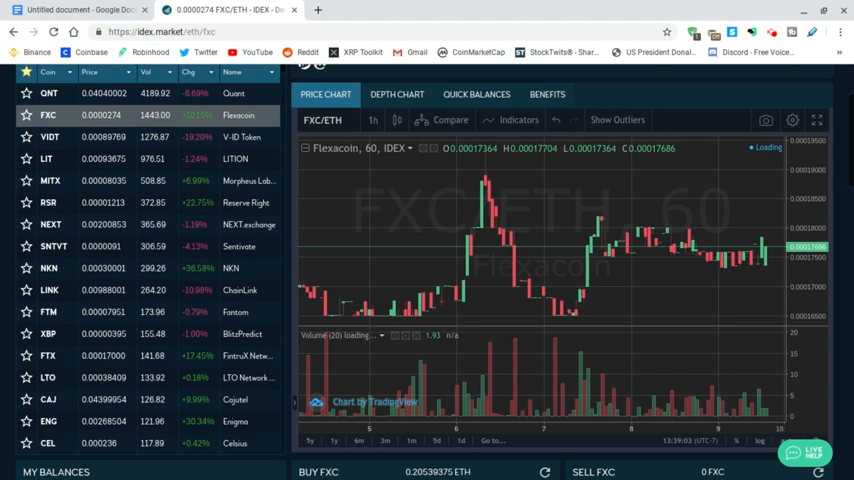 Untitled document - Google Doc
0.0000274 FXC/ETH - IDEX - De
https://idex.market/eth/fxc
Binance
Coinbase
Robinhood
Twitter
YouTube
Reddit
XRP Toolkit
Gmail
CoinMarketCap
StockTwits® - Shar...
US President Donal...
Discord - Free Voice...
Coin Price Vol Chg Name
QNT 0.04040002 4189.92 -6.69% Quant
FXC 0.0000274 1443.00 +10.15% Flexacoin
VIDT 0.00089769 1276.87 -19.20% V-ID Token
LIT 0.00093675 976.51 -1.24% LITION
MITX 0.00008035 508.85 +6.99% Morpheus Lab...
RSR 0.00001213 372.85 +22.75% Reserve Right
NEXT 0.00200853 365.69 -1.19% NEXT.exchange
SNTVT 0.0000091 306.59 -4.13% Sentivate
NKN 0.00030001 299.26 +36.58% NKN
LINK 0.00988001 264.20 -10.98% ChainLink
FTM 0.00007951 173.96 -0.79% Fantom
XBP 0.00000395 155.48 -1.00% BlitzPredict
FTX 0.00017000 141.68 +17.45% FintruX Netw...
LTO 0.00038409 133.92 +0.18% LTO Network ...
CAJ 0.04399954 126.82 +9.99% Cajutel
ENG 0.00268504 121.96 +30.34% Enigma
CEL 0.000236 117.89 +0.42% Celsius
MY BALANCES
PRICE CHART DEPTH CHART QUICK BALANCES BENEFITS
FXC/ETH 1h Compare Indicators Show Outliers
Flexacoin, 60, IDEX O0.00017364 H0.00017704 L0.00017364 C0.00017686
Loading
FXC/ETH 60
Flexacoin
0.00019500
0.00019000
0.00018500
0.00018000
0.00017686
0.00017500
0.00017000
0.00016500
Volume (20) loading... 1.93 n/a
20
15
10
5
0
Chart by TradingView
5 6 7 8 9 10
5y 1y 6m 3m 1m 5d 1d Go to... 13:39:03 (UTC-7) % log
LIVE
HELP
BUY FXC 0.20539375 ETH
SELL FXC 0 FXC